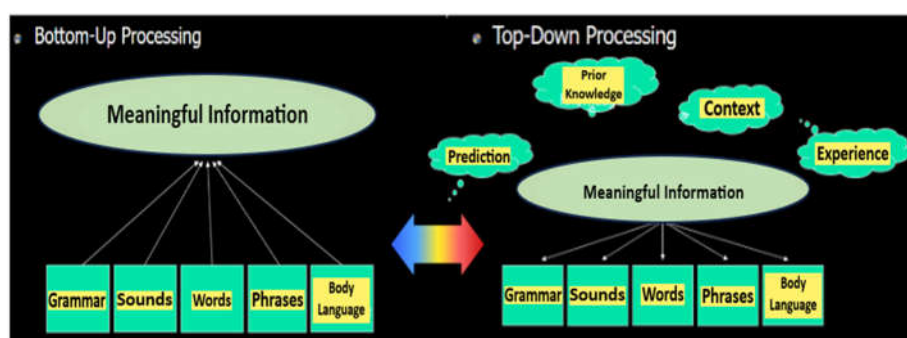 Bottom-Up Processing
Meaningful Information
Grammar
Sounds
Words
Phrases
Body
Language
Top-Down Processing
Prior
Knowledge
Context
Prediction
Experience
Meaningful Information
Grammar
Sounds
Words
Phrases
Body
Language